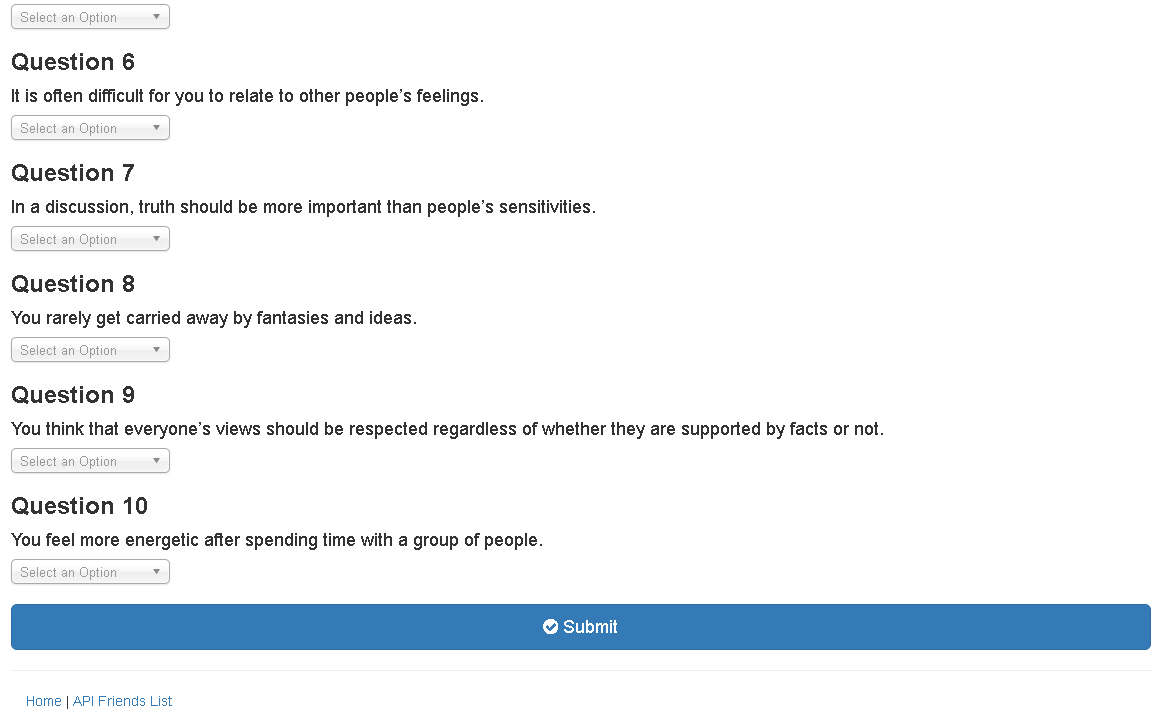 Select an Option
Question 6
It is often difficult for you to relate to other people’s feelings.
Select an Option
Question 7
In a discussion, truth should be more important than people’s sensitivities.
Select an Option
Question 8
You rarely get carried away by fantasies and ideas.
Select an Option
Question 9
You think that everyone’s views should be respected regardless of whether they are supported by facts or not.
Select an Option
Question 10
You feel more energetic after spending time with a group of people.
Select an Option
Submit
Home | API Friends List